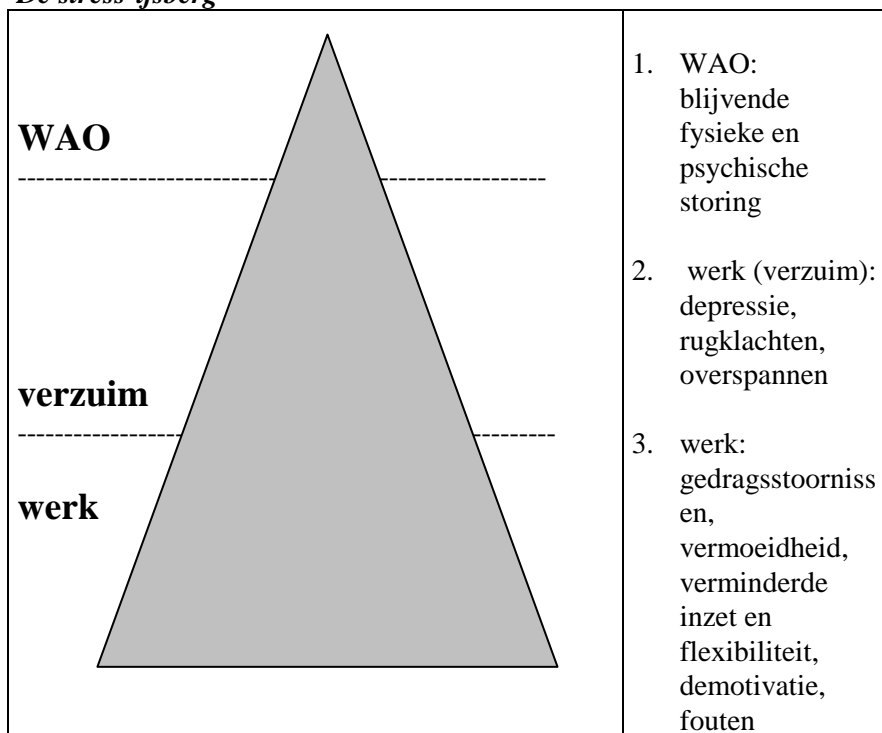 De stress-ijsberg
WAO
verzuim
werk
1. WAO:
blijvende
fysieke en
psychische
storing
2. werk (verzuim):
depressie,
rugklachten,
overspannen
3. werk:
gedragsstoorniss
en,
vermoeidheid,
verminderde
inzet en
flexibiliteit,
demotivatie,
fouten